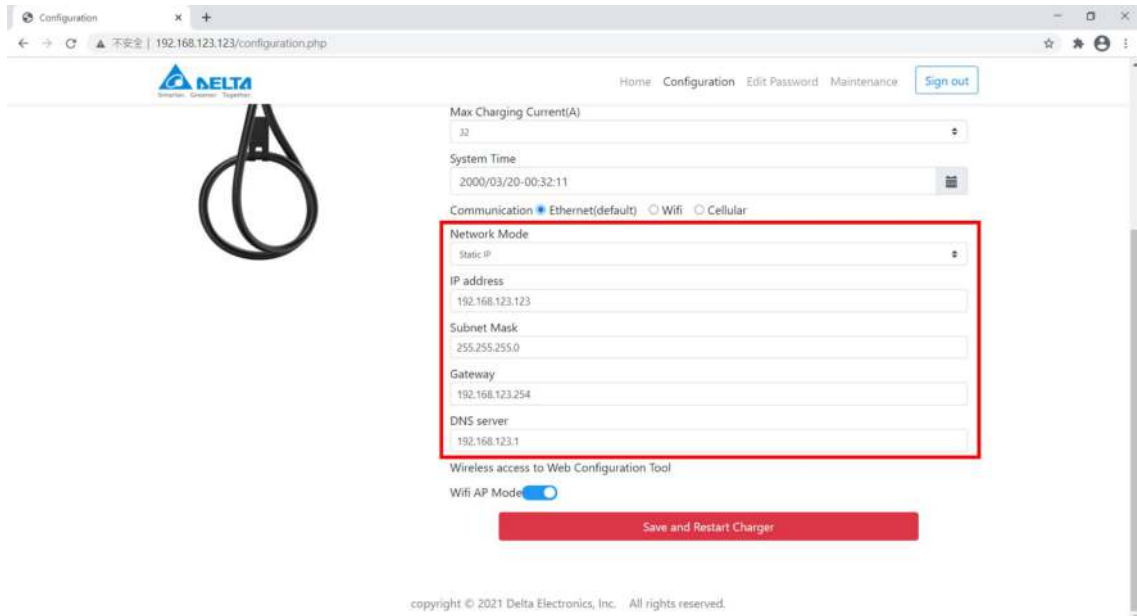 Configuration
不安全 | 192.168.123.123/configuration.php
DELTA
Smarter. Greener. Together.
Home Configuration Edit Password Maintenance Sign out
Max Charging Current(A)
32
System Time
2000/03/20-00:32:11
Communication Ethernet(default) Wifi Cellular
Network Mode
Static IP
IP address
192.168.123.123
Subnet Mask
255.255.255.0
Gateway
192.168.123.254
DNS server
192.168.123.1
Wireless access to Web Configuration Tool
Wifi AP Mode
Save and Restart Charger
copyright © 2021 Delta Electronics, Inc. All rights reserved.